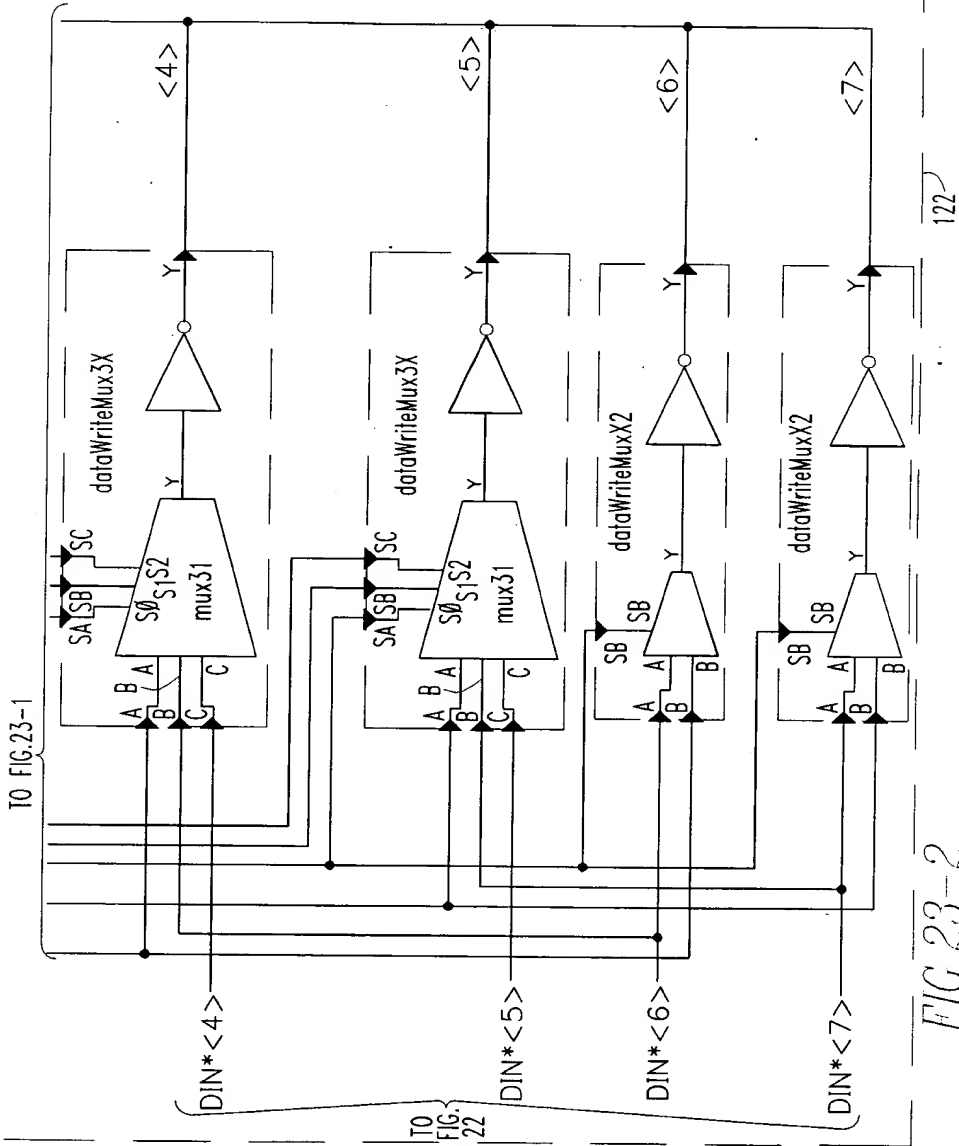 TO FIG.23-1
<4>
dataWriteMux3X
SA SB SC
SØ S1 S2
mux31
A
B
C
A
B
C
Y
Y
DIN*<4>
<5>
dataWriteMux3X
SA SB SC
SØ S1 S2
mux31
A
B
C
A
B
C
Y
Y
DIN*<5>
<6>
dataWriteMuxX2
SB
SB
A
B
A
B
Y
Y
DIN*<6>
<7>
dataWriteMuxX2
SB
SB
A
B
A
B
Y
Y
DIN*<7>
TO
FIG.
22
122
FIG 23-2